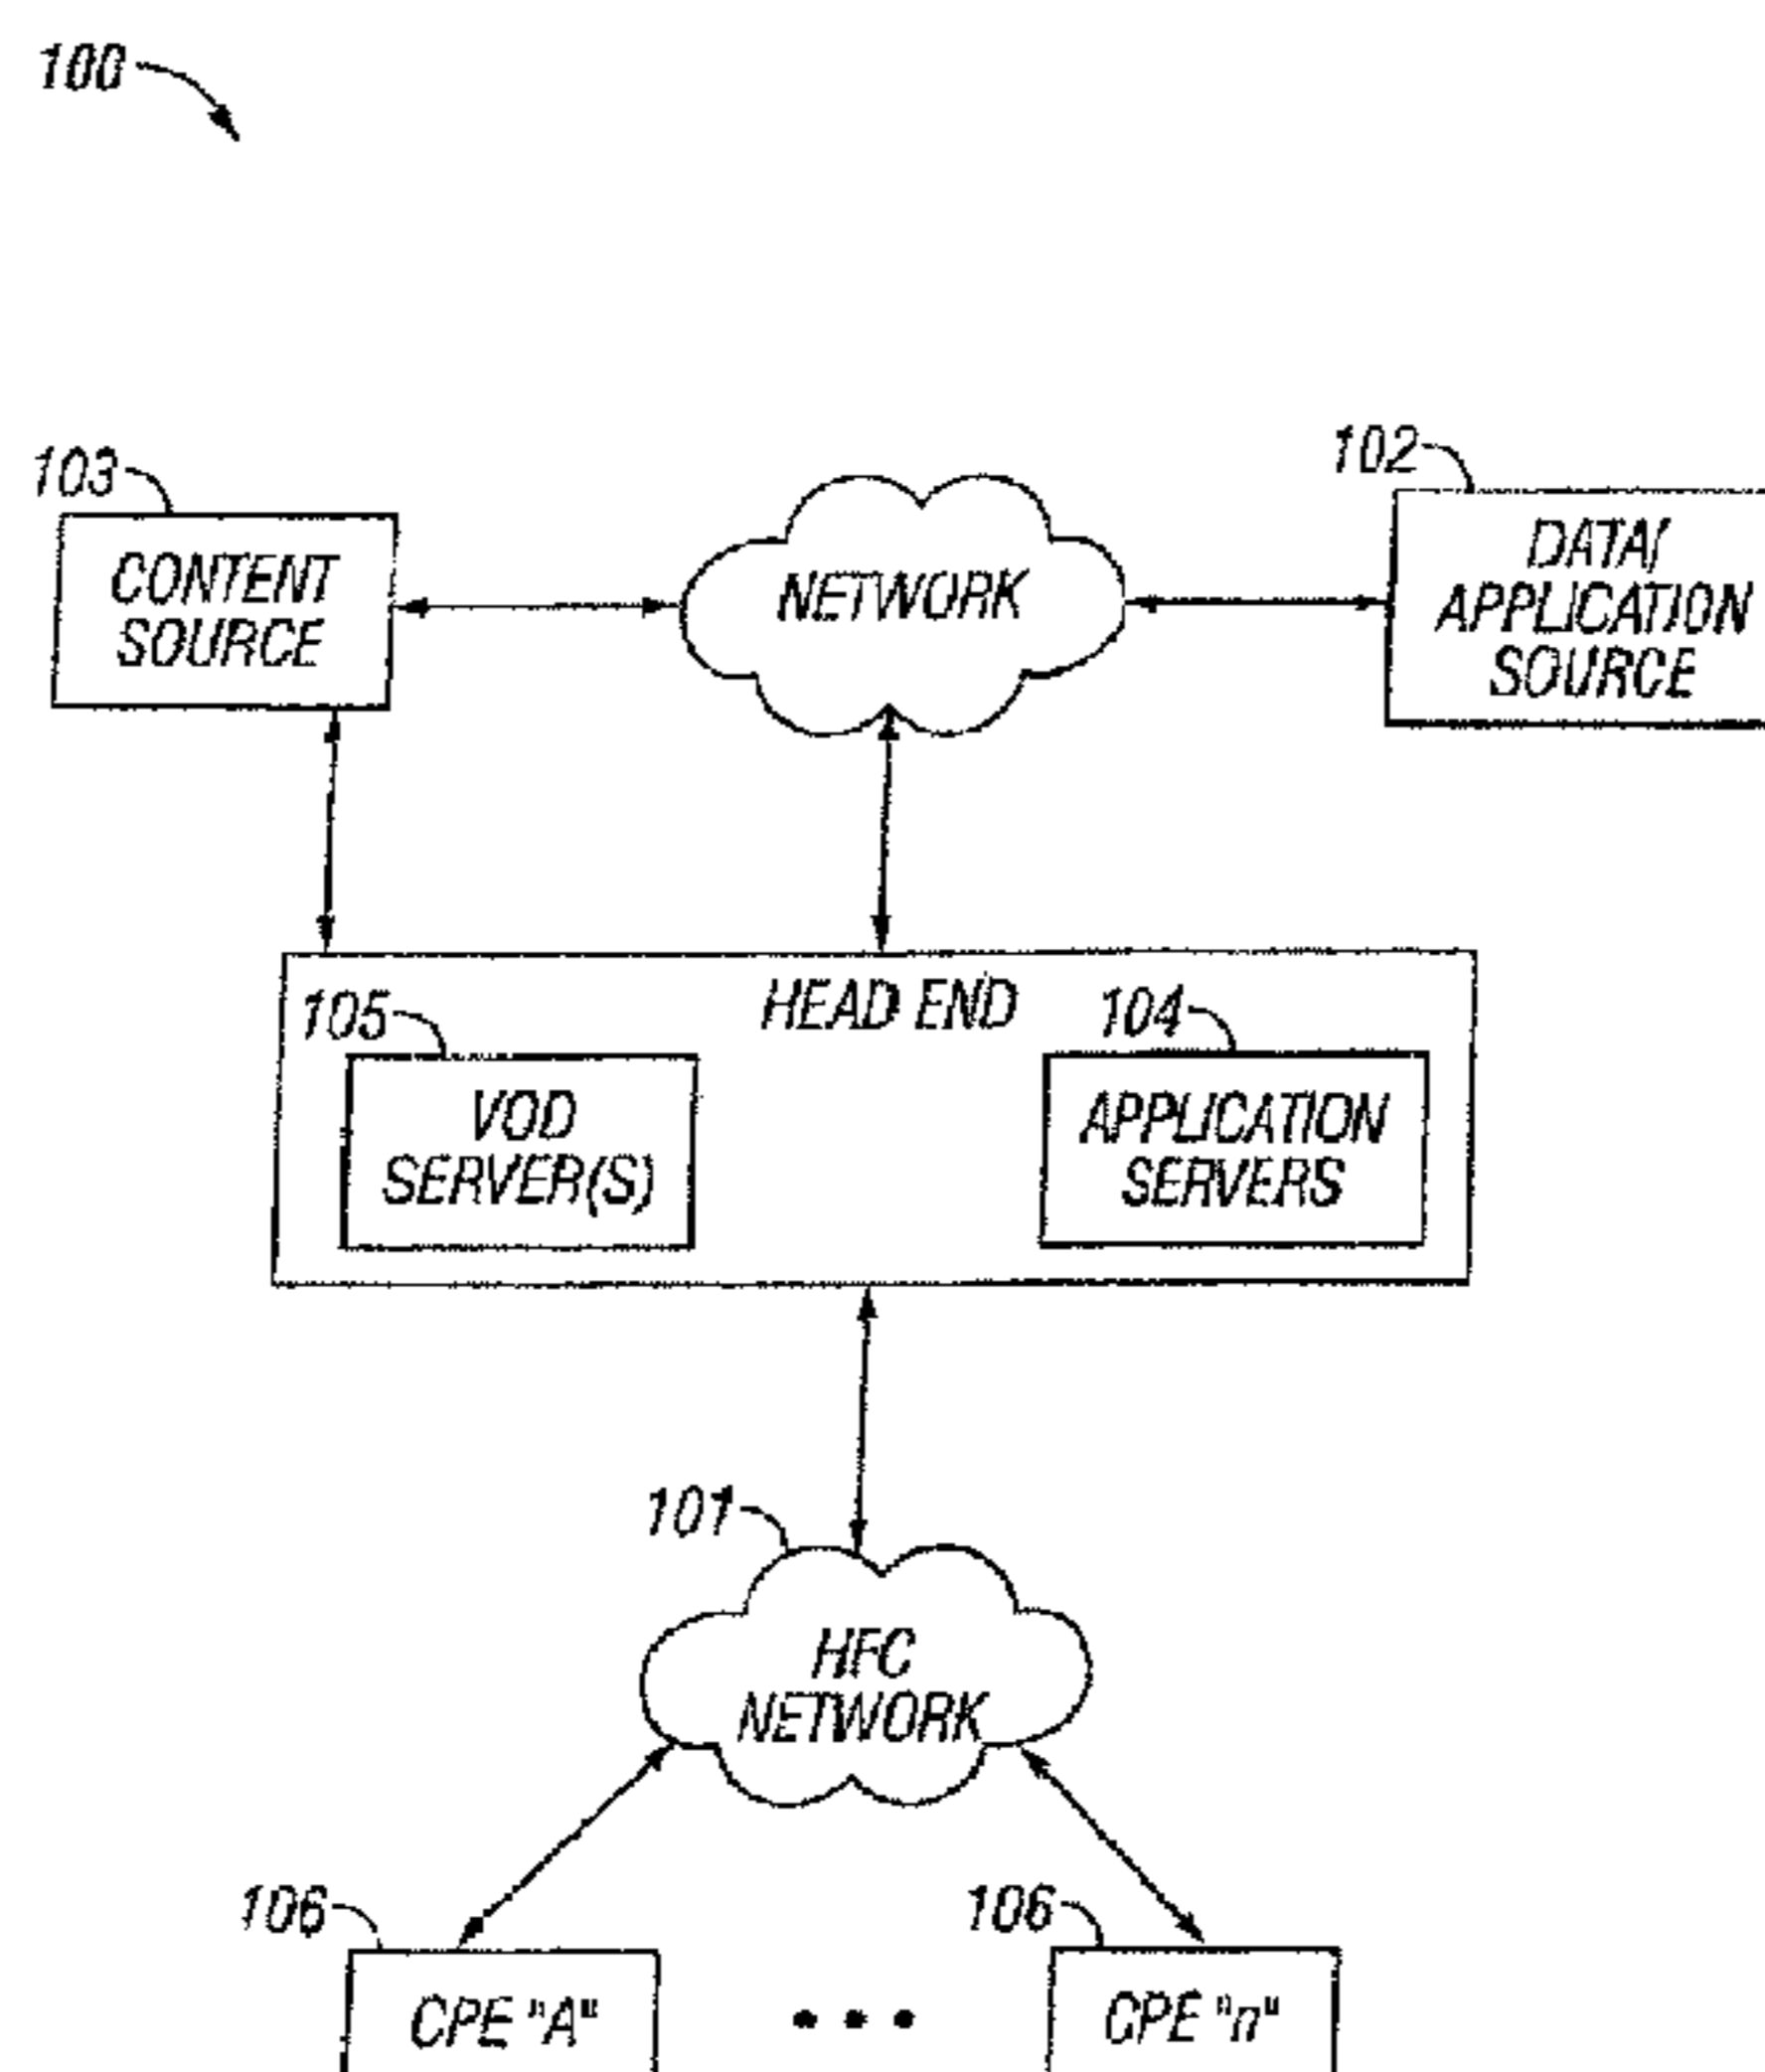 100
103
102
CONTENT
SOURCE
NETWORK
DATA/
APPLICATION
SOURCE
HEAD END
105
104
VOD
SERVER(S)
APPLICATION
SERVERS
101
HFC
NETWORK
106
106
CPE "A"
• • •
CPE "n"